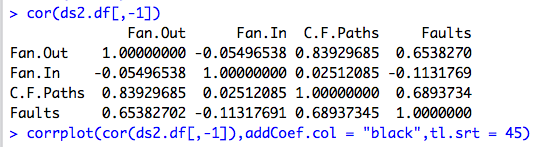 > cor(ds2.df[,-1])
Fan.Out Fan.In C.F.Paths Faults
Fan.Out 1.00000000 -0.05496538 0.83929685 0.6538270
Fan.In -0.05496538 1.00000000 0.02512085 -0.1131769
C.F.Paths 0.83929685 0.02512085 1.00000000 0.6893734
Faults 0.65382702 -0.11317691 0.68937345 1.0000000
> corrplot(cor(ds2.df[,-1]),addCoef.col = "black",tl.srt = 45)